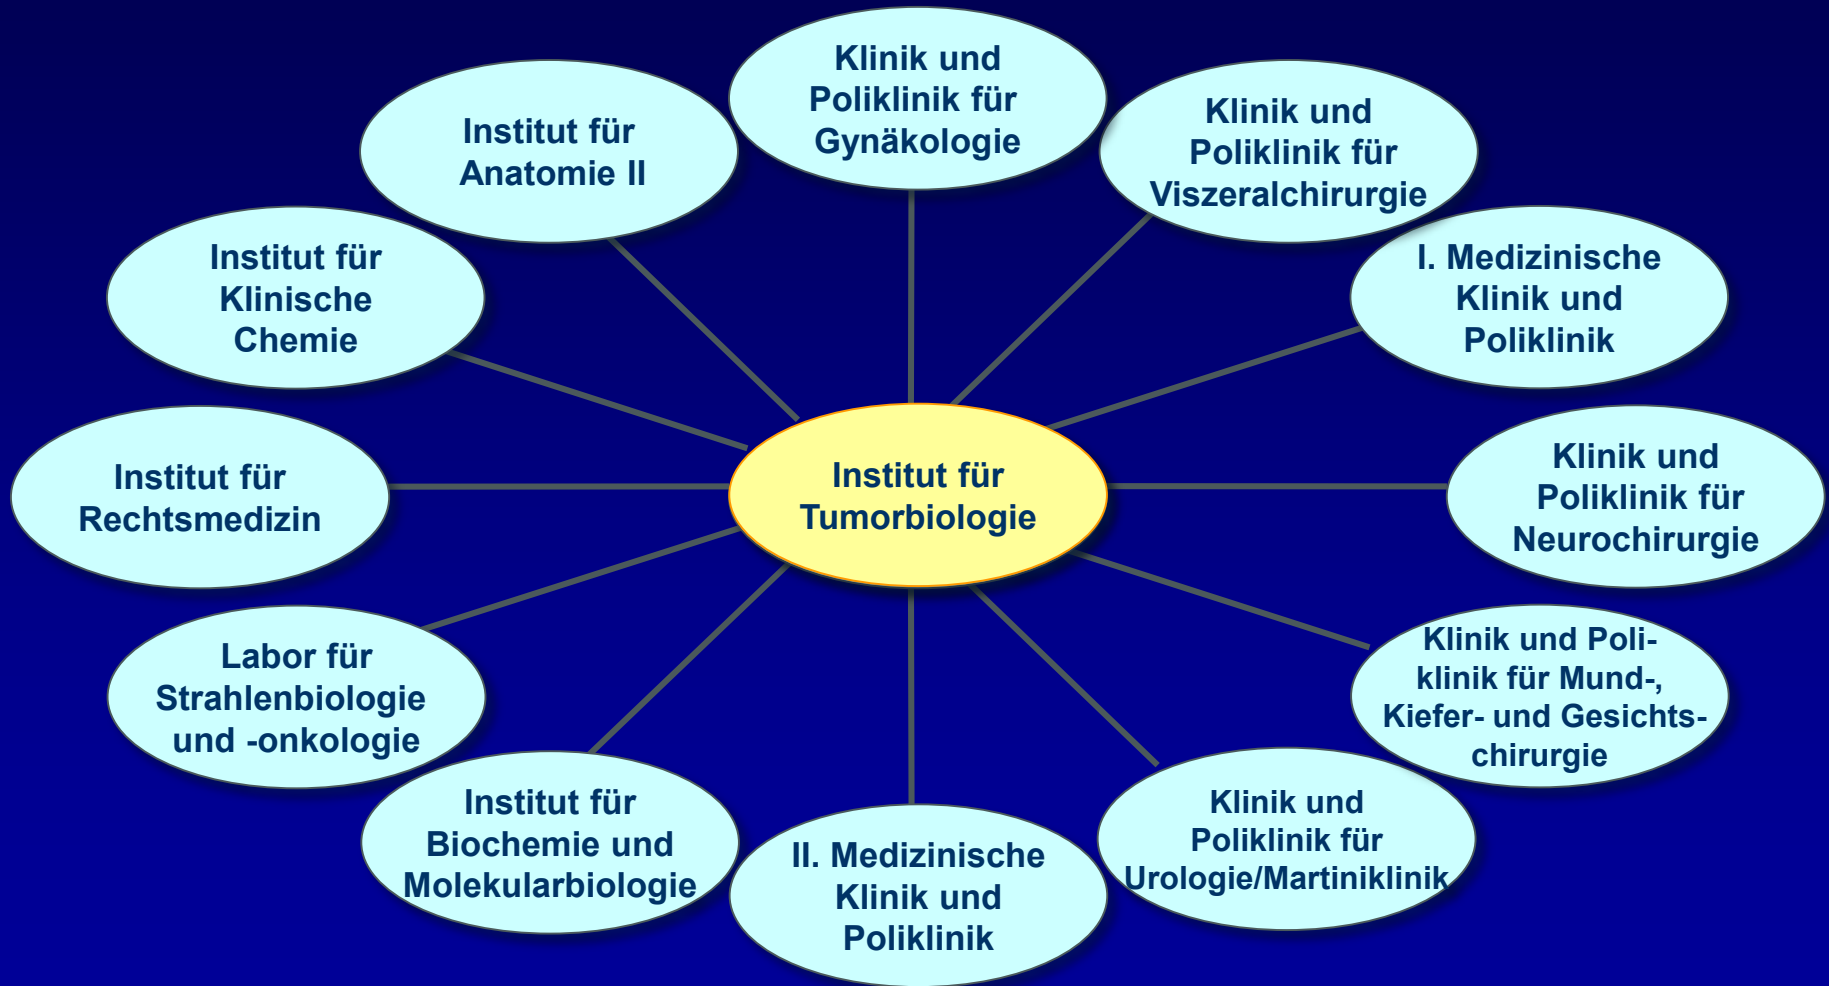 Klinik und
Poliklinik für
Gynäkologie
Klinik und
Poliklinik für
Viszeralchirurgie
I. Medizinische
Klinik und
Poliklinik
Klinik und
Poliklinik für
Neurochirurgie
Klinik und Poli-
klinik für Mund-,
Kiefer- und Gesichts-
chirurgie
Klinik und
Poliklinik für
Urologie/Martiniklinik
II. Medizinische
Klinik und
Poliklinik
Institut für
Biochemie und
Molekularbiologie
Labor für
Strahlenbiologie
und -onkologie
Institut für
Rechtsmedizin
Institut für
Klinische
Chemie
Institut für
Anatomie II
Institut für
Tumorbiologie